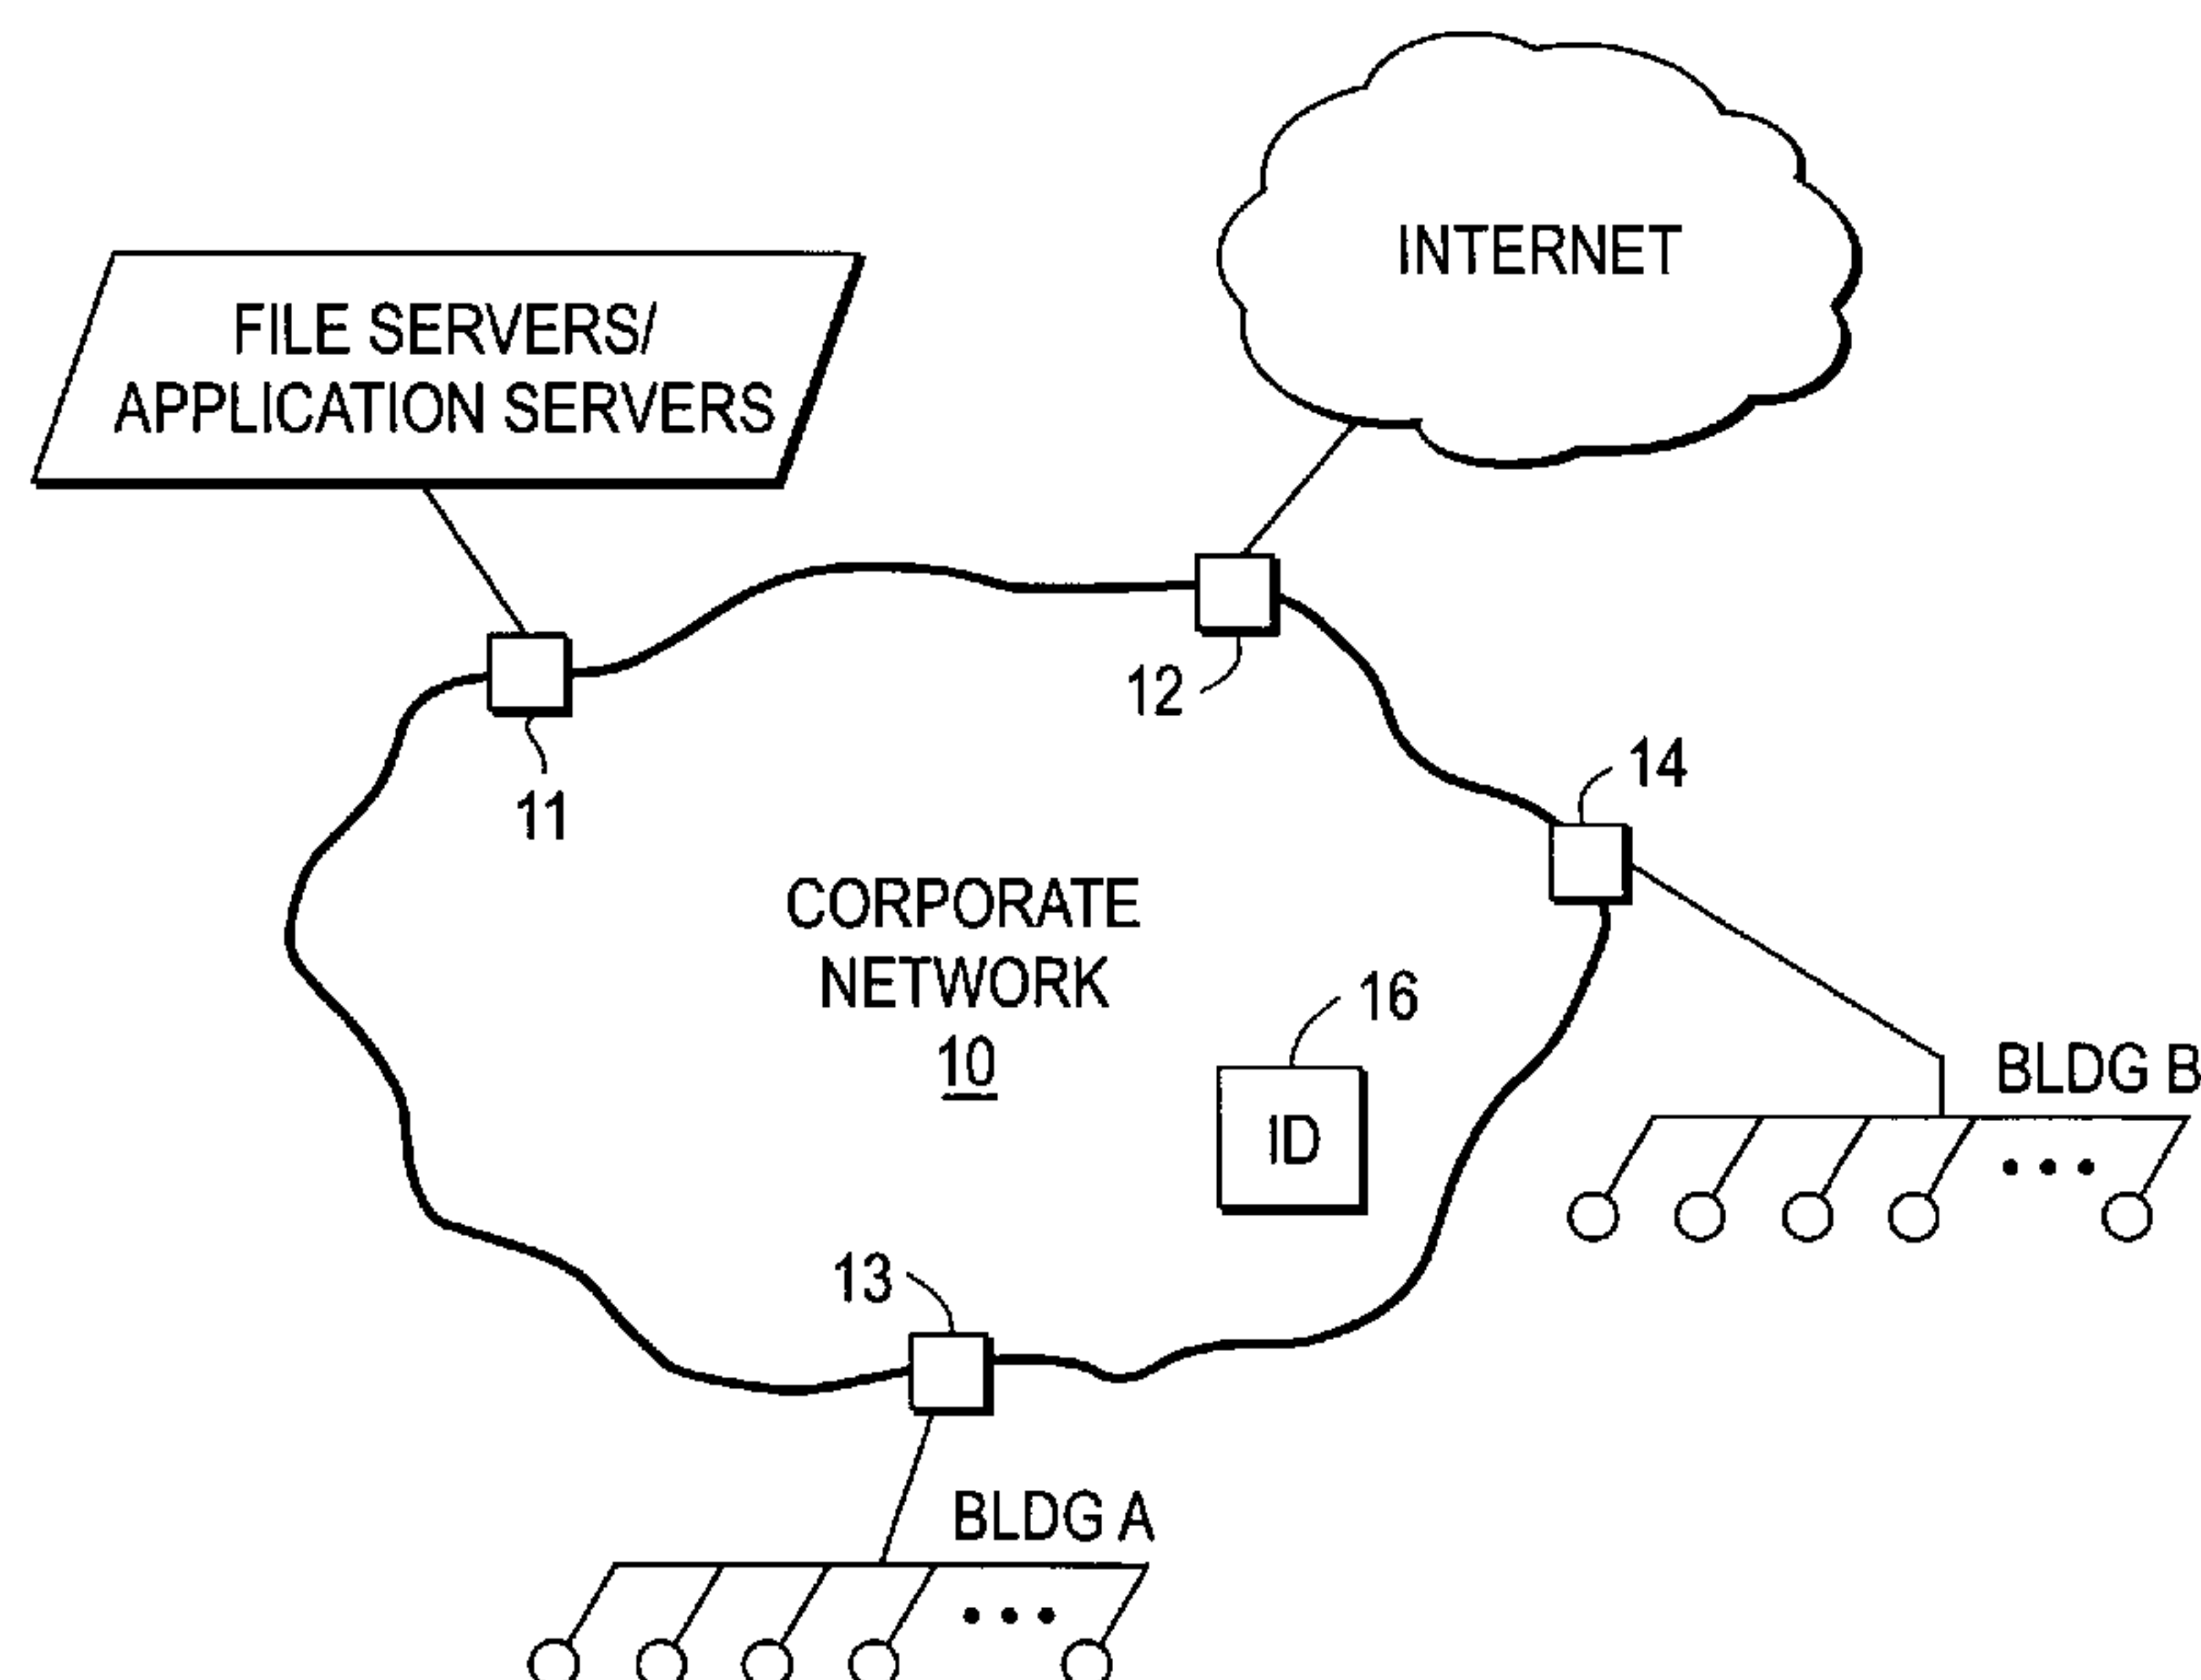 INTERNET
FILE SERVERS/
APPLICATION SERVERS
12
14
11
CORPORATE
NETWORK
10
16
ID
BLDG B
13
BLDG A